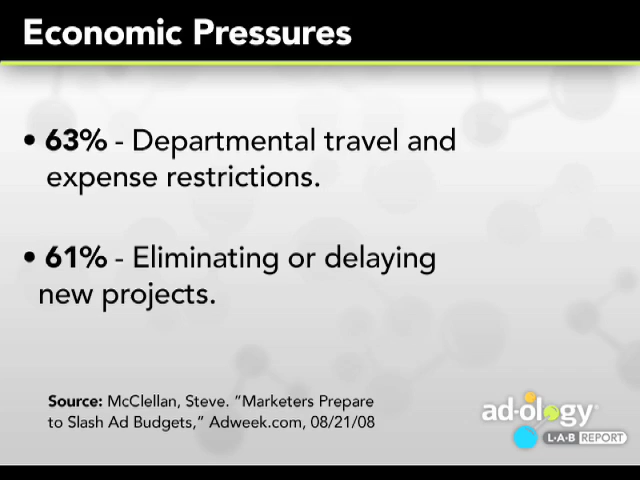 Economic Pressures
• 63% - Departmental travel and
expense restrictions.
• 61% - Eliminating or delaying
new projects.
Source: McClellan, Steve. “Marketers Prepare
to Slash Ad Budgets,” Adweek.com, 08/21/08
ad-ology®
L·A·B REPORT